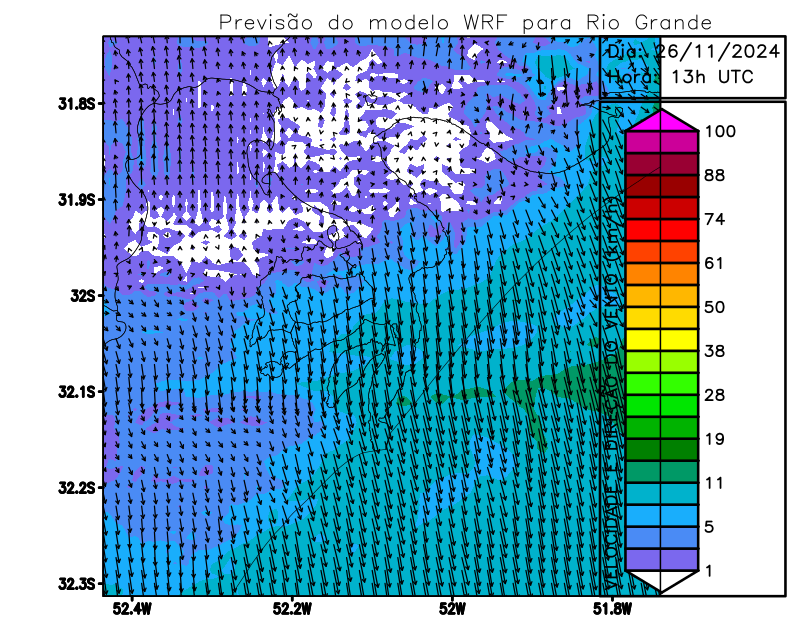 Previsão do modelo WRF para Rio Grande
Dia: 26/11/2024
Hora: 13h UTC
31.8S
31.9S
32S
32.1S
32.2S
32.3S
52.4W
52.2W
52W
51.8W
100
88
74
61
50
38
28
19
11
5
1
VELOCIDADE E DIREÇÃO DO VENTO (km/h)